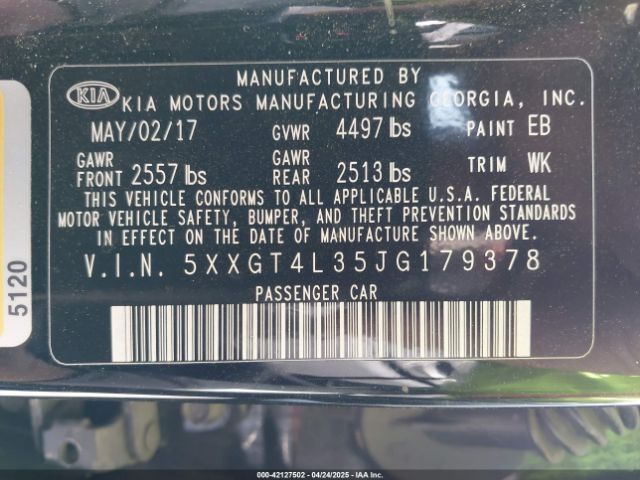 MANUFACTURED BY
KIA KIA MOTORS MANUFACTURING GEORGIA, INC.
MAY/02/17 GVWR 4497 lbs PAINT EB
GAWR FRONT 2557 lbs GAWR REAR 2513 lbs TRIM WK
THIS VEHICLE CONFORMS TO ALL APPLICABLE U.S.A. FEDERAL
MOTOR VEHICLE SAFETY, BUMPER, AND THEFT PREVENTION STANDARDS
IN EFFECT ON THE DATE OF MANUFACTURE SHOWN ABOVE.
V.I.N. 5XXGT4L35JG179378
PASSENGER CAR
5120
000-42127502 - 04/24/2025 - IAA Inc.